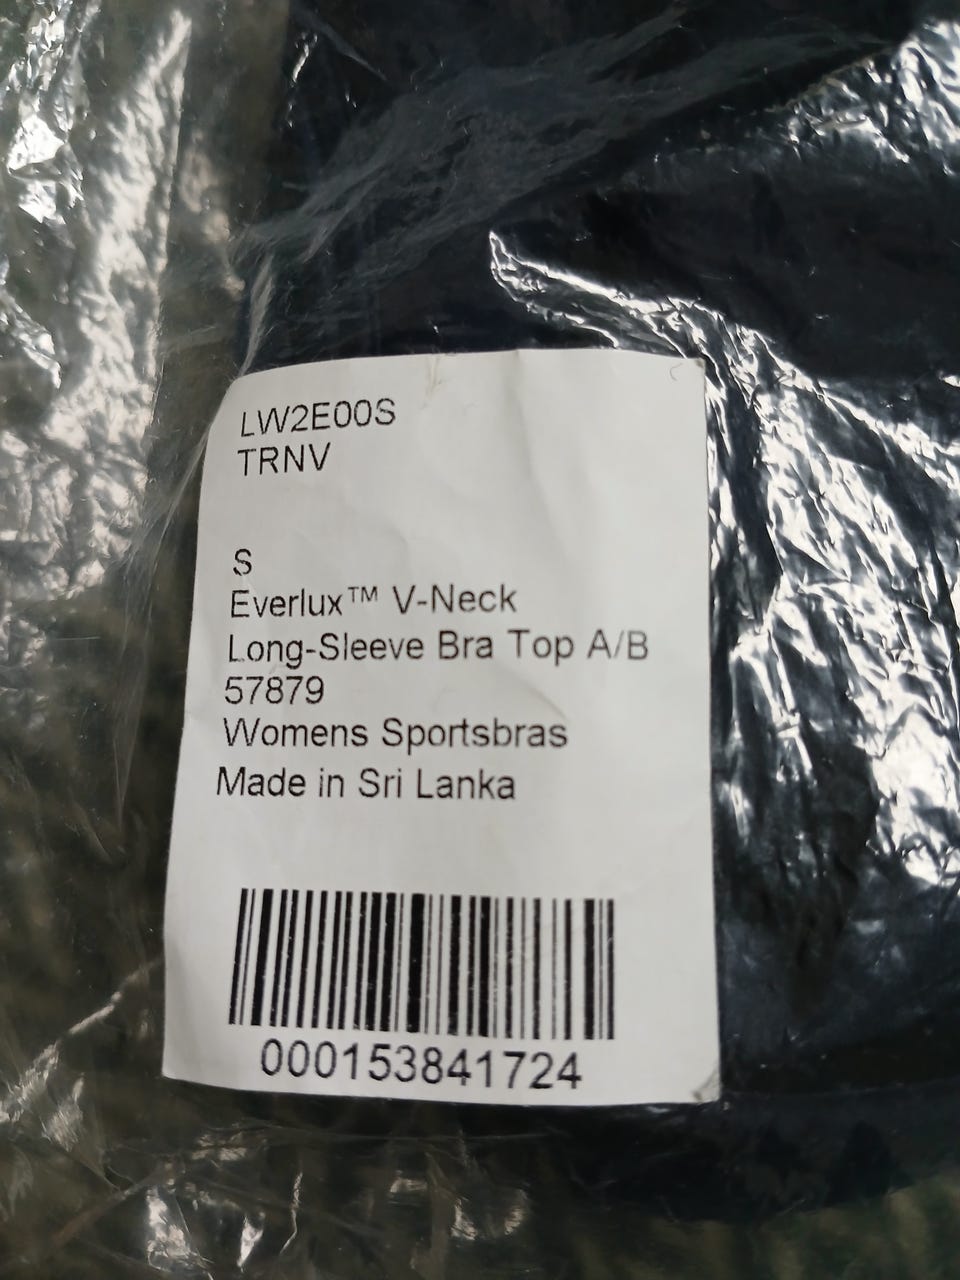 LW2E00S
TRNV
S
Everlux™ V-Neck
Long-Sleeve Bra Top A/B
57879
Womens Sportsbras
Made in Sri Lanka
000153841724